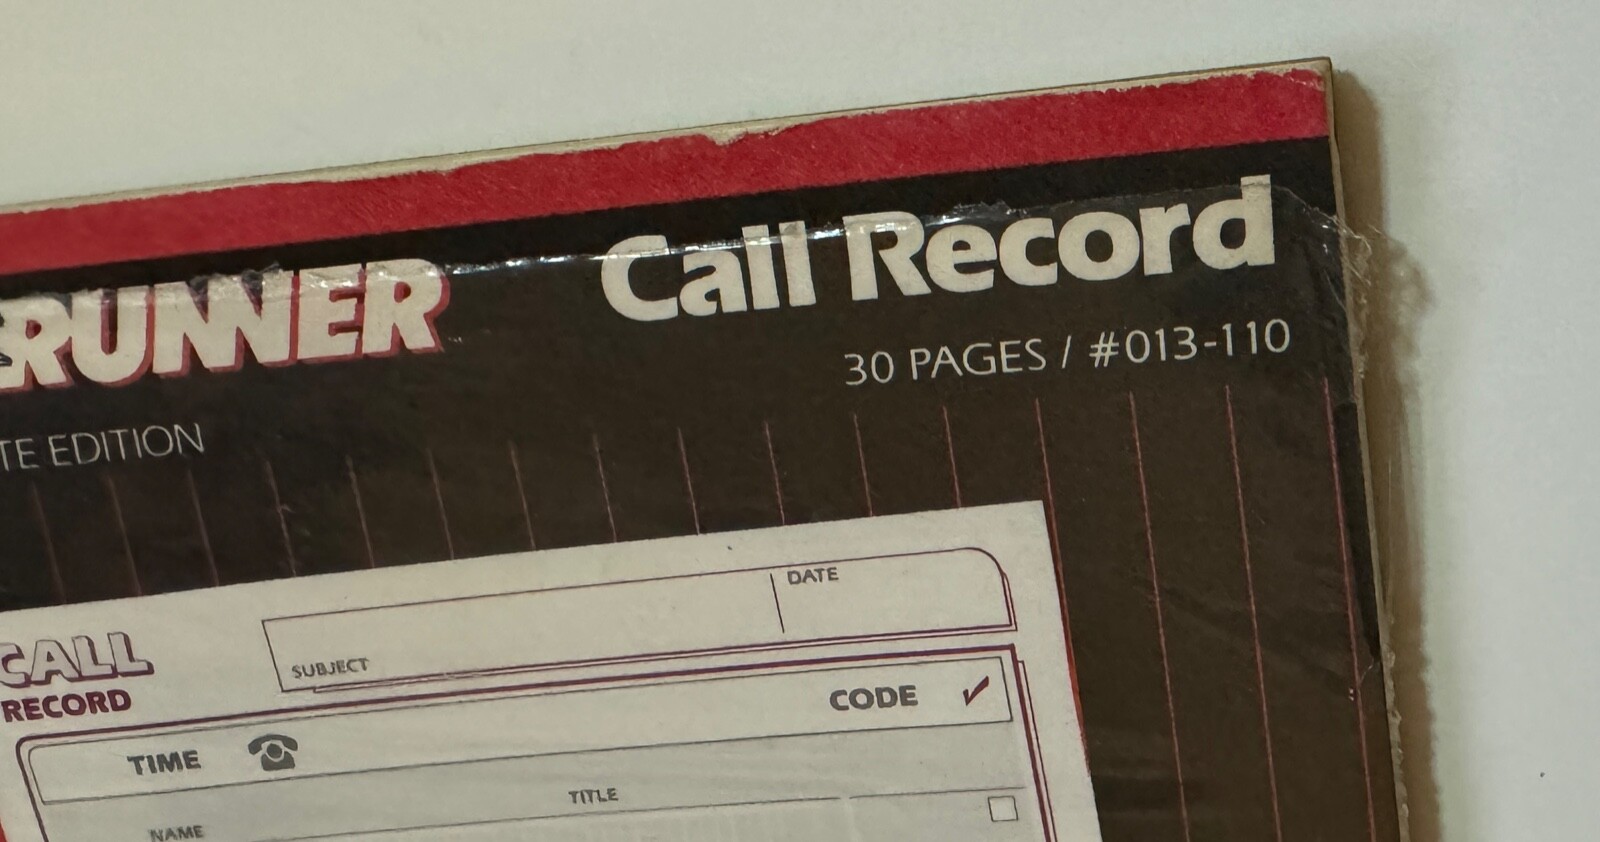 RUNNER
Call Record
30 PAGES / #013-110
TE EDITION
CALL
RECORD
SUBJECT
DATE
CODE ✓
TIME ☎
TITLE
NAME